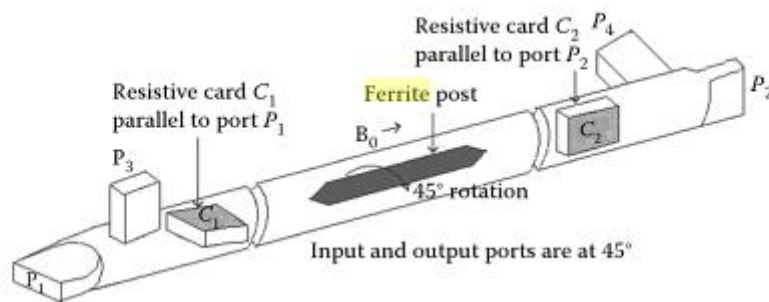 Resistive card C₂
parallel to port P₂
P₄
P₂
Resistive card C₁
parallel to port P₁
Ferrite post
B₀ →
P₃
C₂
C₁
45° rotation
Input and output ports are at 45°
P₁